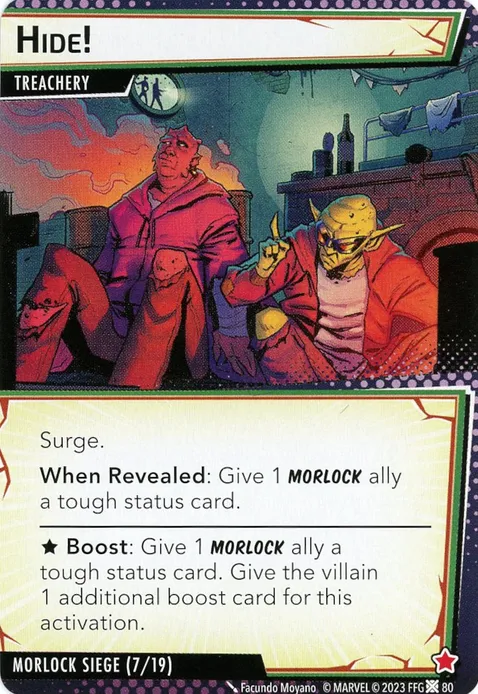 HIDE!
TREACHERY
Surge.
When Revealed: Give 1 MORLOCK ally
a tough status card.
★ Boost: Give 1 MORLOCK ally a
tough status card. Give the villain
1 additional boost card for this
activation.
MORLOCK SIEGE (7/19)
Facundo Moyano © MARVEL © 2023 FFG 80